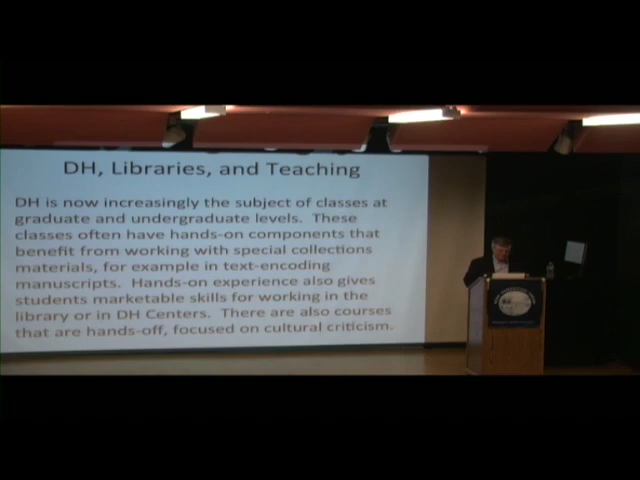 DH, Libraries, and Teaching
DH is now increasingly the subject of classes at
graduate and undergraduate levels. These
classes often have hands-on components that
benefit from working with special collections
materials, for example in text-encoding
manuscripts. Hands-on experience also gives
students marketable skills for working in the
library or in DH Centers. There are also courses
that are hands-off, focused on cultural criticism.